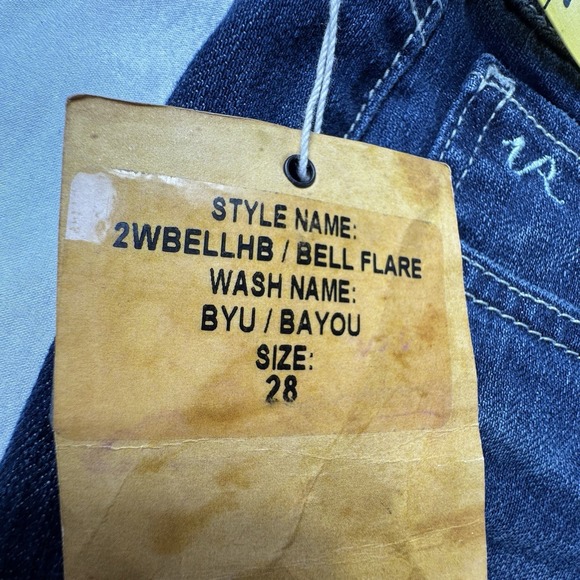 STYLE NAME:
2WBELLHB / BELL FLARE
WASH NAME:
BYU / BAYOU
SIZE:
28